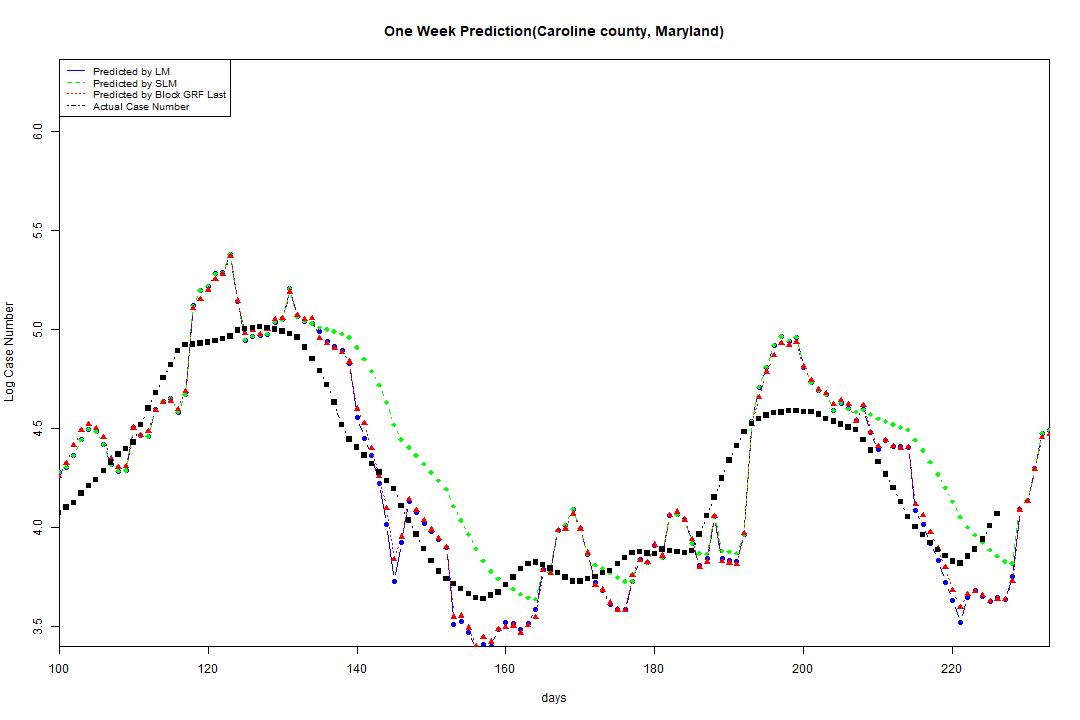 One Week Prediction(Caroline county, Maryland)
Predicted by LM
Predicted by SLM
Predicted by Block GRF Last
Actual Case Number
6.0
5.5
5.0
4.5
4.0
3.5
Log Case Number
100 120 140 160 180 200 220
days